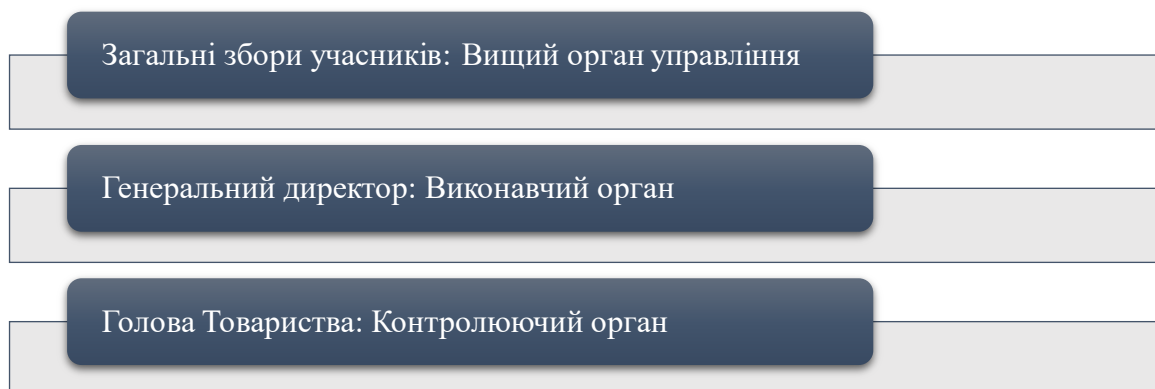 Загальні збори учасників: Вищий орган управління
Генеральний директор: Виконавчий орган
Голова Товариства: Контролюючий орган